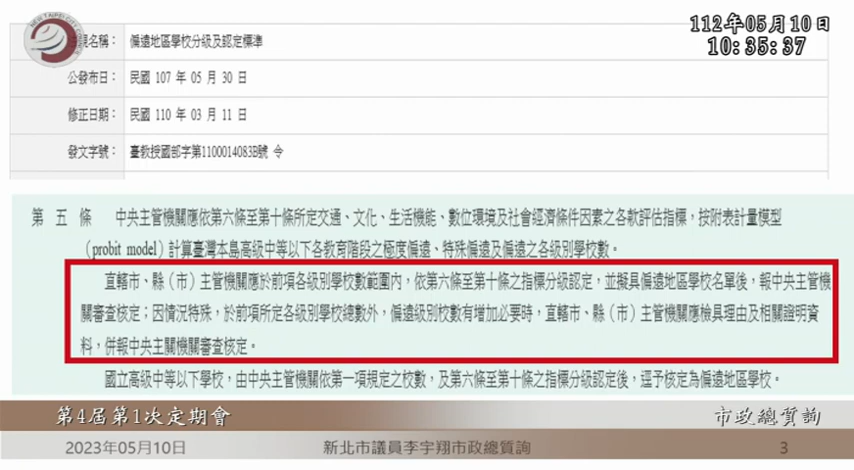 NEW TAIPEI CITY COUNCIL
112年05月10日
10:35:37
規名稱： 偏遠地區學校分級及認定標準
公發布日： 民國 107 年 05 月 30 日
修正日期： 民國 110 年 03 月 11 日
發文字號： 臺教授國部字第1100014083B號 令
第 五 條 中央主管機關應依第六條至第十條所定交通、文化、生活機能、數位環境及社會經濟條件因素之各款評估指標，按附表計量模型
（probit model）計算臺灣本島高級中等以下各教育階段之極度偏遠、特殊偏遠及偏遠之各級別學校數。
直轄市、縣（市）主管機關應於前項各級別學校數範圍內，依第六條至第十條之指標分級認定，並擬具偏遠地區學校名單後，報中央主管機
關審查核定；因情況特殊，於前項所定各級別學校總數外，偏遠級別校數有增加必要時，直轄市、縣（市）主管機關應檢具理由及相關證明資
料，併報中央主關機關審查核定。
國立高級中等以下學校，由中央主管機關依第一項規定之校數，及第六條至第十條之指標分級認定後，逕予核定為偏遠地區學校。
第4屆第1次定期會 市政總質詢
2023年05月10日 新北市議員李宇翔市政總質詢 3